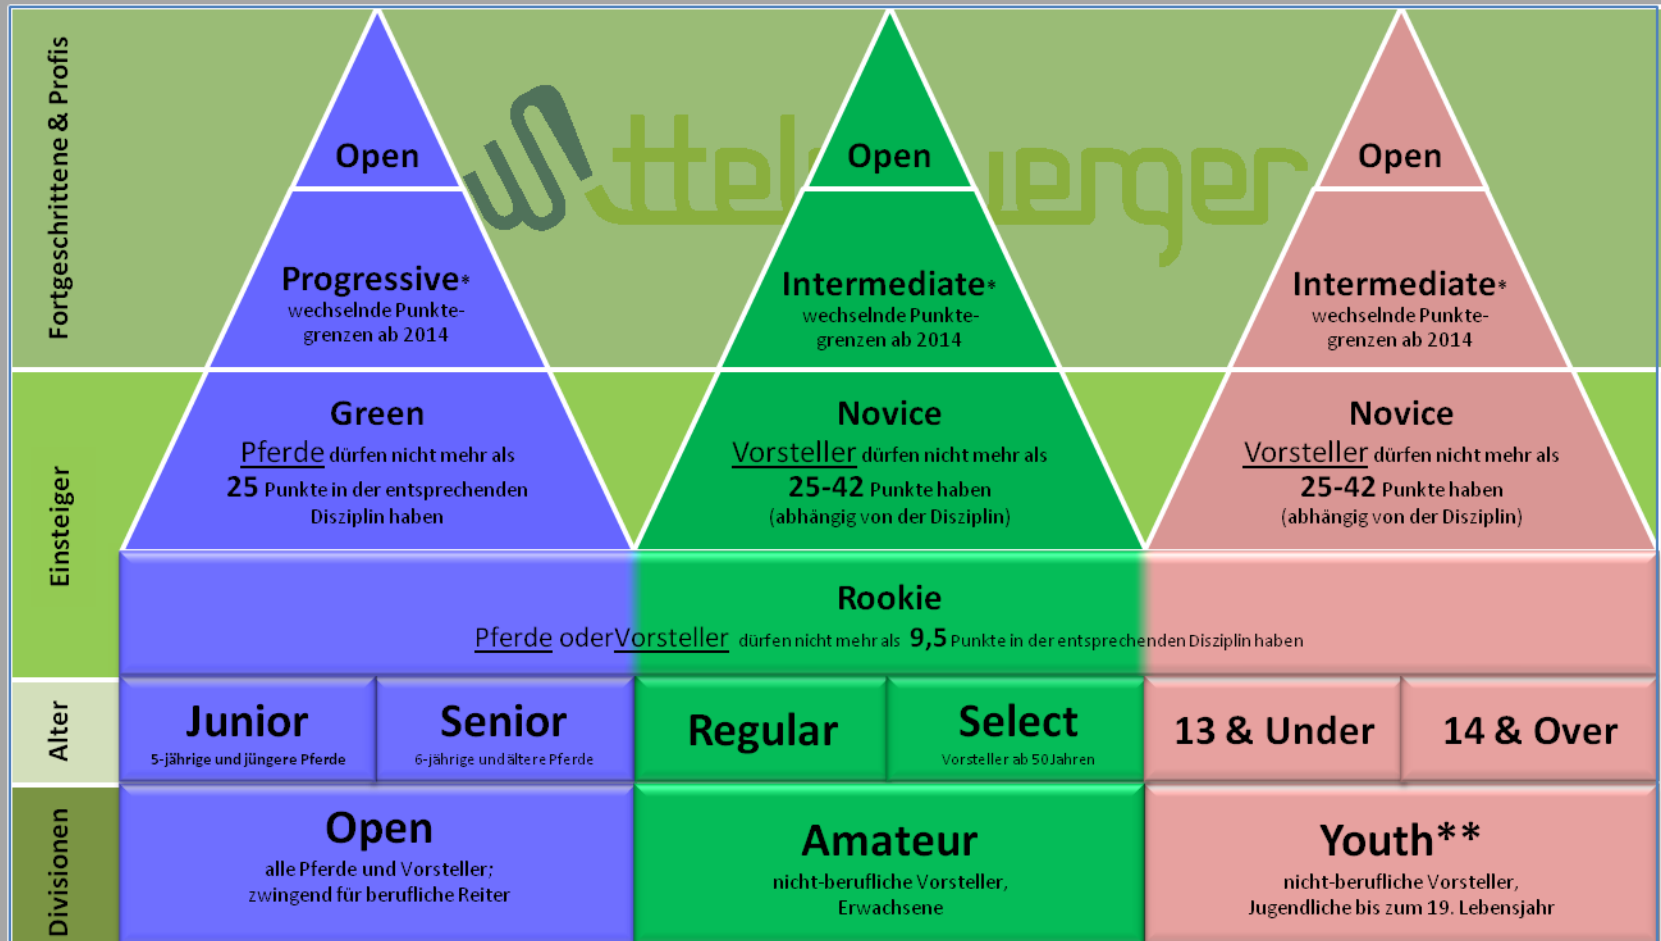 Fortgeschrittene & Profis
Open
Open
Open
Progressive*
wechselnde Punkte-
grenzen ab 2014
Intermediate*
wechselnde Punkte-
grenzen ab 2014
Intermediate*
wechselnde Punkte-
grenzen ab 2014
Einsteiger
Green
Pferde dürfen nicht mehr als
25 Punkte in der entsprechenden
Disziplin haben
Novice
Vorsteller dürfen nicht mehr als
25-42 Punkte haben
(abhängig von der Disziplin)
Novice
Vorsteller dürfen nicht mehr als
25-42 Punkte haben
(abhängig von der Disziplin)
Rookie
Pferde oder Vorsteller dürfen nicht mehr als 9,5 Punkte in der entsprechenden Disziplin haben
Alter
Junior
5-jährige und jüngere Pferde
Senior
6-jährige und ältere Pferde
Regular
Select
Vorsteller ab 50 Jahren
13 & Under
14 & Over
Divisionen
Open
alle Pferde und Vorsteller;
zwingend für berufliche Reiter
Amateur
nicht-berufliche Vorsteller,
Erwachsene
Youth**
nicht-berufliche Vorsteller,
Jugendliche bis zum 19. Lebensjahr